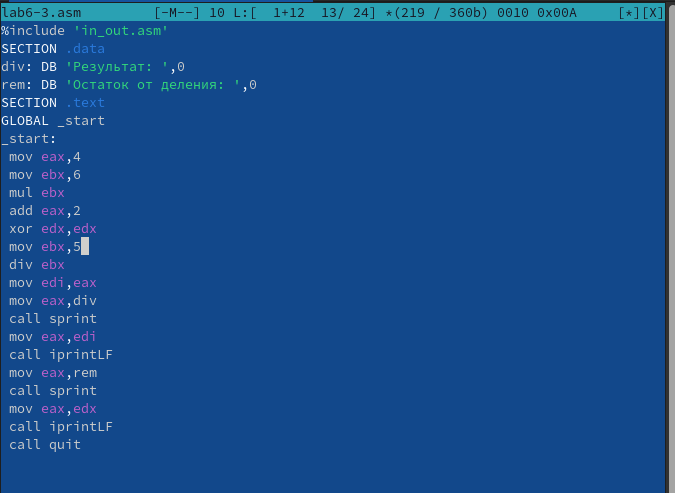 lab6-3.asm [-M--] 10 L:[ 1+12 13/ 24] *(219 / 360b) 0010 0x00A [*][X]
%include 'in_out.asm'
SECTION .data
div: DB 'Результат: ',0
rem: DB 'Остаток от деления: ',0
SECTION .text
GLOBAL _start
_start:
mov eax,4
mov ebx,6
mul ebx
add eax,2
xor edx,edx
mov ebx,5
div ebx
mov edi,eax
mov eax,div
call sprint
mov eax,edi
call iprintLF
mov eax,rem
call sprint
mov eax,edx
call iprintLF
call quit